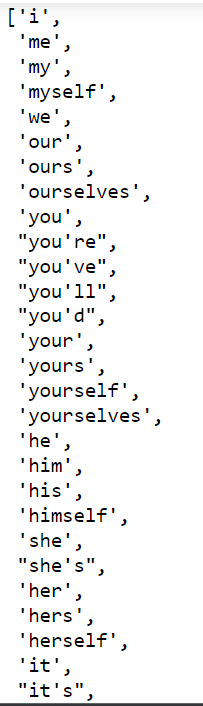 ['i',
'me',
'my',
'myself',
'we',
'our',
'ours',
'ourselves',
'you',
"you're",
"you've",
"you'll",
"you'd",
'your',
'yours',
'yourself',
'yourselves',
'he',
'him',
'his',
'himself',
'she',
"she's",
'her',
'hers',
'herself',
'it',
"it's",